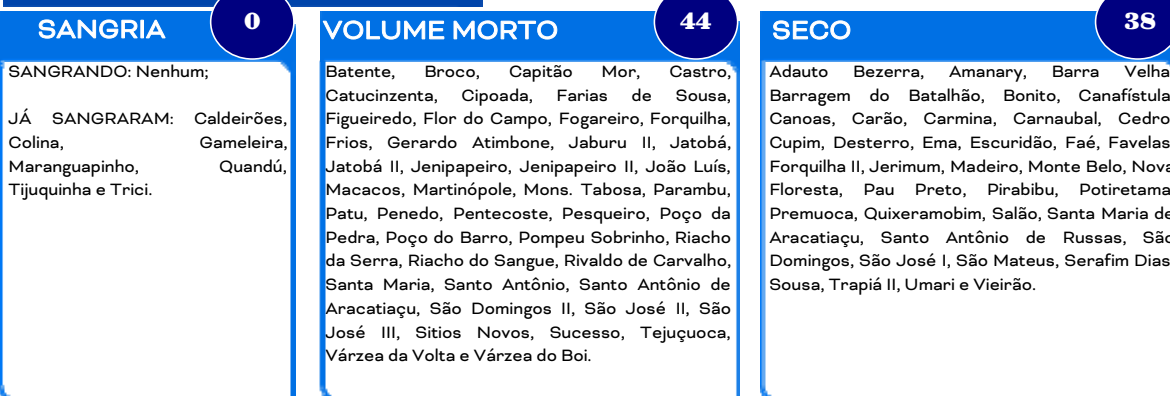 SANGRIA
0
SANGRANDO: Nenhum;
JÁ SANGRARAM: Caldeirões,
Colina, Gameleira,
Maranguapinho, Quandú,
Tijuquinha e Trici.
VOLUME MORTO
44
Batente, Broco, Capitão Mor, Castro,
Catucinzenta, Cipoada, Farias de Sousa,
Figueiredo, Flor do Campo, Fogareiro, Forquilha,
Frios, Gerardo Atimbone, Jaburu II, Jatobá,
Jatobá II, Jenipapeiro, Jenipapeiro II, João Luís,
Macacos, Martinópole, Mons. Tabosa, Parambu,
Patu, Penedo, Pentecoste, Pesqueiro, Poço da
Pedra, Poço do Barro, Pompeu Sobrinho, Riacho
da Serra, Riacho do Sangue, Rivaldo de Carvalho,
Santa Maria, Santo Antônio, Santo Antônio de
Aracatiaçu, São Domingos II, São José II, São
José III, Sitios Novos, Sucesso, Tejuçuoca,
Várzea da Volta e Várzea do Boi.
SECO
38
Adauto Bezerra, Amanary, Barra Velha
Barragem do Batalhão, Bonito, Canafístula
Canoas, Carão, Carmina, Carnaubal, Cedro
Cupim, Desterro, Ema, Escuridão, Faé, Favelas
Forquilha II, Jerimum, Madeiro, Monte Belo, Nova
Floresta, Pau Preto, Pirabibu, Potiretama
Premuoca, Quixeramobim, Salão, Santa Maria de
Aracatiaçu, Santo Antônio de Russas, São
Domingos, São José I, São Mateus, Serafim Dias
Sousa, Trapiá II, Umari e Vieirão.